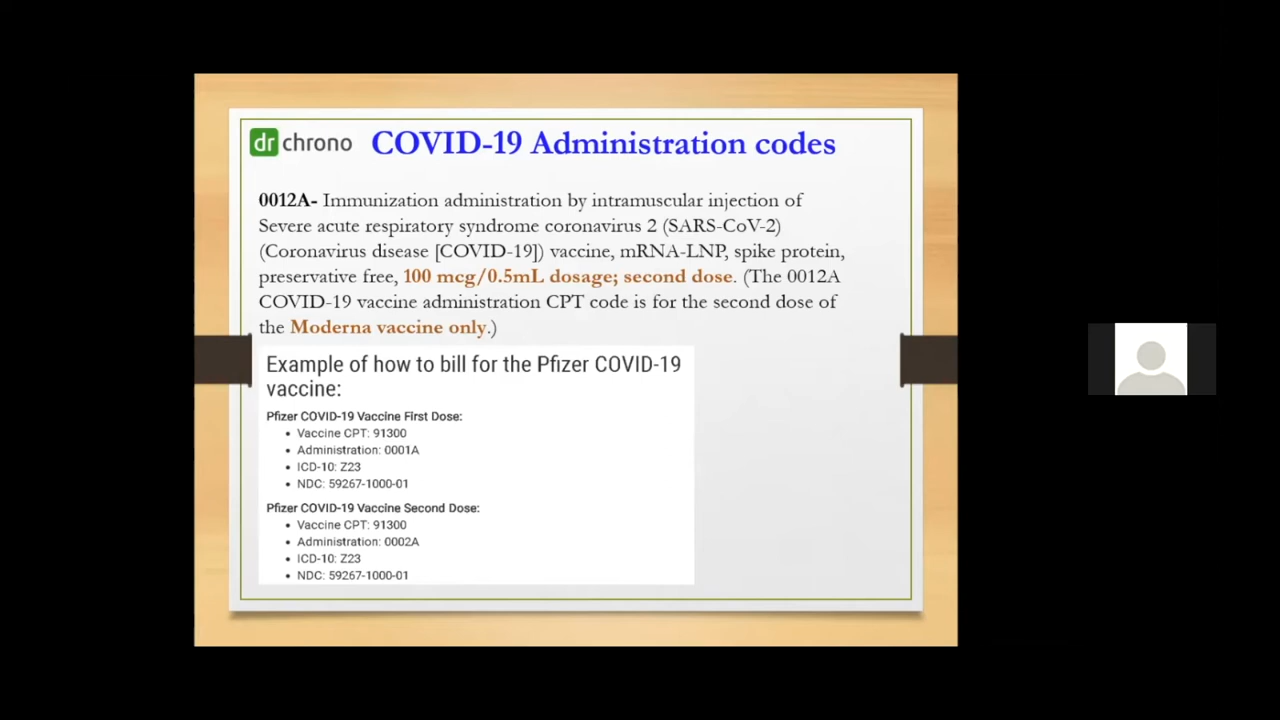 dr chrono COVID-19 Administration codes
0012A- Immunization administration by intramuscular injection of
Severe acute respiratory syndrome coronavirus 2 (SARS-CoV-2)
(Coronavirus disease [COVID-19]) vaccine, mRNA-LNP, spike protein,
preservative free, 100 mcg/0.5mL dosage; second dose. (The 0012A
COVID-19 vaccine administration CPT code is for the second dose of
the Moderna vaccine only.)
Example of how to bill for the Pfizer COVID-19
vaccine:
Pfizer COVID-19 Vaccine First Dose:
• Vaccine CPT: 91300
• Administration: 0001A
• ICD-10: Z23
• NDC: 59267-1000-01
Pfizer COVID-19 Vaccine Second Dose:
• Vaccine CPT: 91300
• Administration: 0002A
• ICD-10: Z23
• NDC: 59267-1000-01